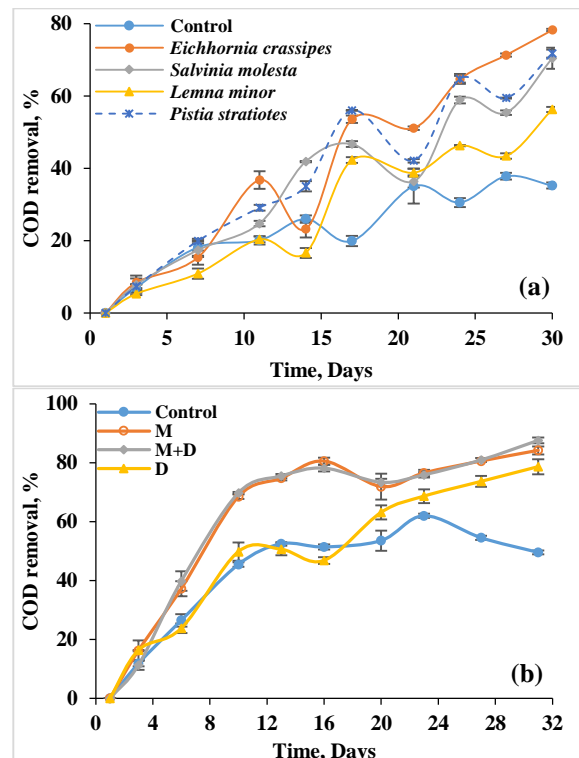 80
60
40
20
0
COD removal, %
Control
Eichhornia crassipes
Salvinia molesta
Lemna minor
Pistia stratiotes
(a)
0 5 10 15 20 25 30
Time, Days
100
80
60
40
20
0
COD removal, %
Control
M
M+D
D
(b)
0 4 8 12 16 20 24 28 32
Time, Days